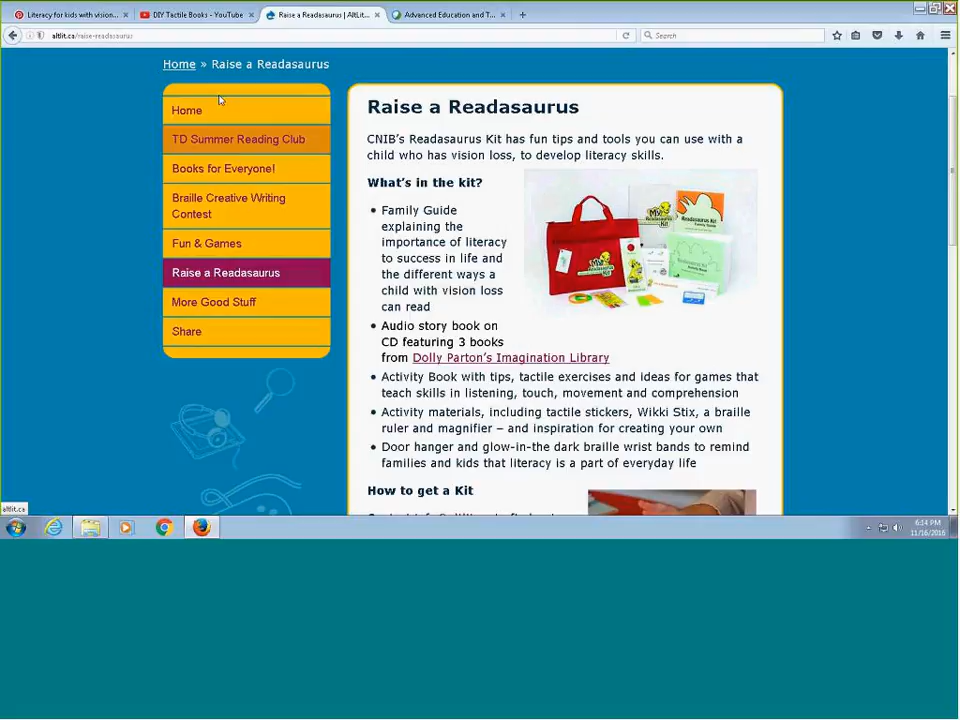 Literacy for kids with vision...
DIY Tactile Books - YouTube
Raise a Readasaurus | AltLit...
Advanced Education and T...
altlit.ca/raise-readasaurus
Search
Home » Raise a Readasaurus
Home
TD Summer Reading Club
Books for Everyone!
Braille Creative Writing
Contest
Fun & Games
Raise a Readasaurus
More Good Stuff
Share
Raise a Readasaurus
CNIB's Readasaurus Kit has fun tips and tools you can use with a
child who has vision loss, to develop literacy skills.
What's in the kit?
• Family Guide
explaining the
importance of literacy
to success in life and
the different ways a
child with vision loss
can read
• Audio story book on
CD featuring 3 books
from Dolly Parton's Imagination Library
• Activity Book with tips, tactile exercises and ideas for games that
teach skills in listening, touch, movement and comprehension
• Activity materials, including tactile stickers, Wikki Stix, a braille
ruler and magnifier – and inspiration for creating your own
• Door hanger and glow-in-the dark braille wrist bands to remind
families and kids that literacy is a part of everyday life
How to get a Kit
altlit.ca
6:14 PM
11/16/2016